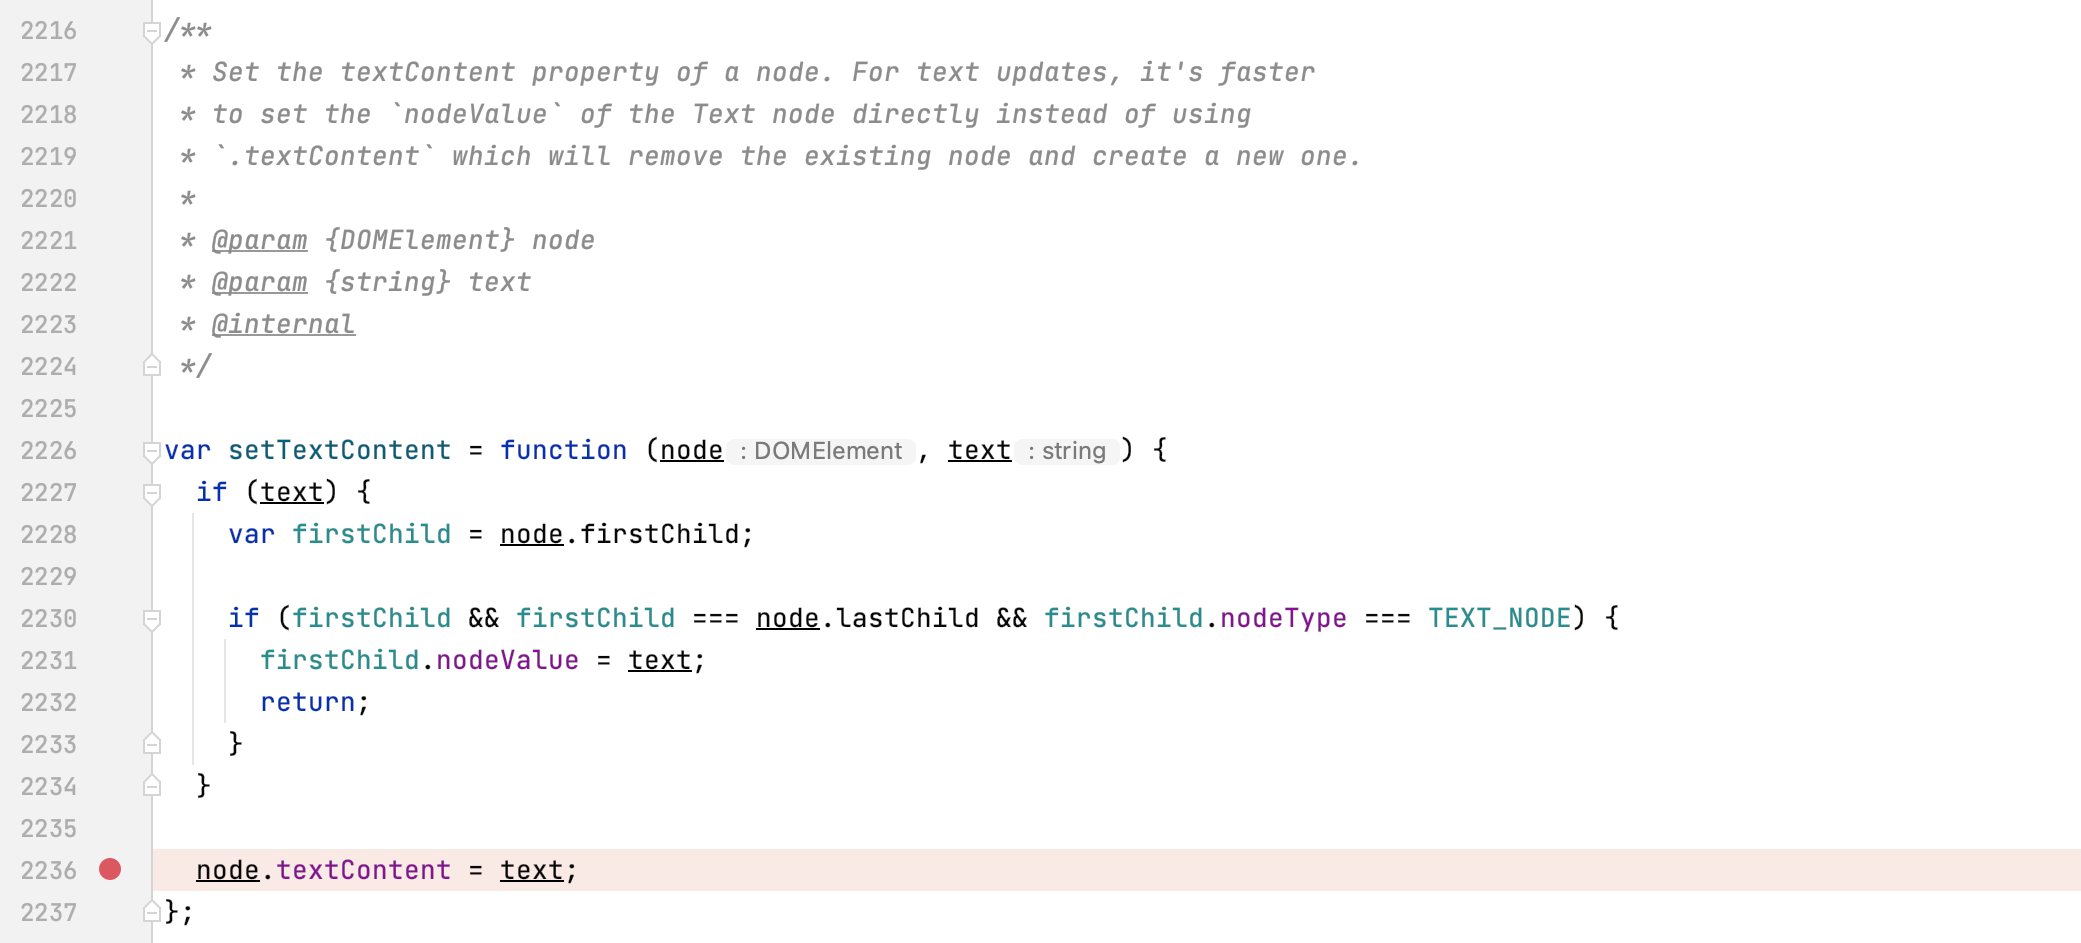 2216 /**
2217 * Set the textContent property of a node. For text updates, it's faster
2218 * to set the `nodeValue` of the Text node directly instead of using
2219 * `.textContent` which will remove the existing node and create a new one.
2220 *
2221 * @param {DOMElement} node
2222 * @param {string} text
2223 * @internal
2224 */
2225
2226 var setTextContent = function (node : DOMElement , text : string ) {
2227 if (text) {
2228 var firstChild = node.firstChild;
2229
2230 if (firstChild && firstChild === node.lastChild && firstChild.nodeType === TEXT_NODE) {
2231 firstChild.nodeValue = text;
2232 return;
2233 }
2234 }
2235
2236 node.textContent = text;
2237 };